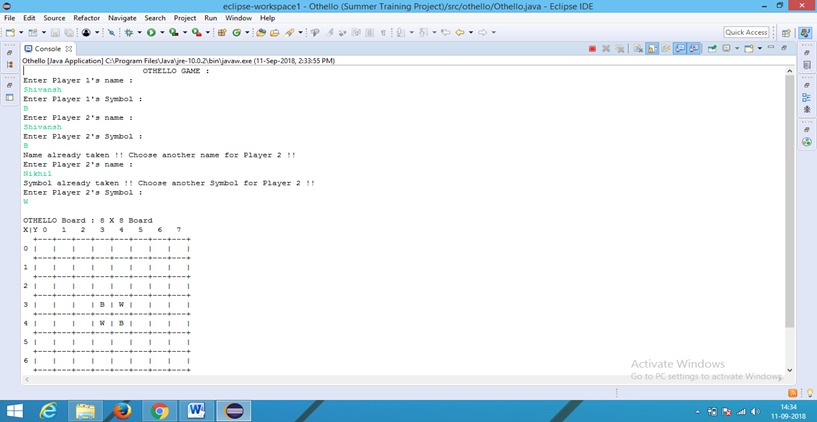 eclipse-workspace1 - Othello (Summer Training Project)/src/othello/Othello.java - Eclipse IDE
File Edit Source Refactor Navigate Search Project Run Window Help
Quick Access
Console
Othello [Java Application] C:\Program Files\Java\jre-10.0.2\bin\javaw.exe (11-Sep-2018, 2:33:55 PM)
OTHELLO GAME :
Enter Player 1's name :
Shivansh
Enter Player 1's Symbol :
B
Enter Player 2's name :
Shivansh
Enter Player 2's Symbol :
B
Name already taken !! Choose another name for Player 2 !!
Enter Player 2's name :
Nikhil
Symbol already taken !! Choose another Symbol for Player 2 !!
Enter Player 2's Symbol :
W
OTHELLO Board : 8 X 8 Board
X|Y 0 1 2 3 4 5 6 7
+---+---+---+---+---+---+---+---+
0 | | | | | | | | |
+---+---+---+---+---+---+---+---+
1 | | | | | | | | |
+---+---+---+---+---+---+---+---+
2 | | | | | | | | |
+---+---+---+---+---+---+---+---+
3 | | | | B | W | | | |
+---+---+---+---+---+---+---+---+
4 | | | | W | B | | | |
+---+---+---+---+---+---+---+---+
5 | | | | | | | | |
+---+---+---+---+---+---+---+---+
6 | | | | | | | | |
+---+---+---+---+---+---+---+---+
Activate Windows
Go to PC settings to activate Windows.
14:34
11-09-2018